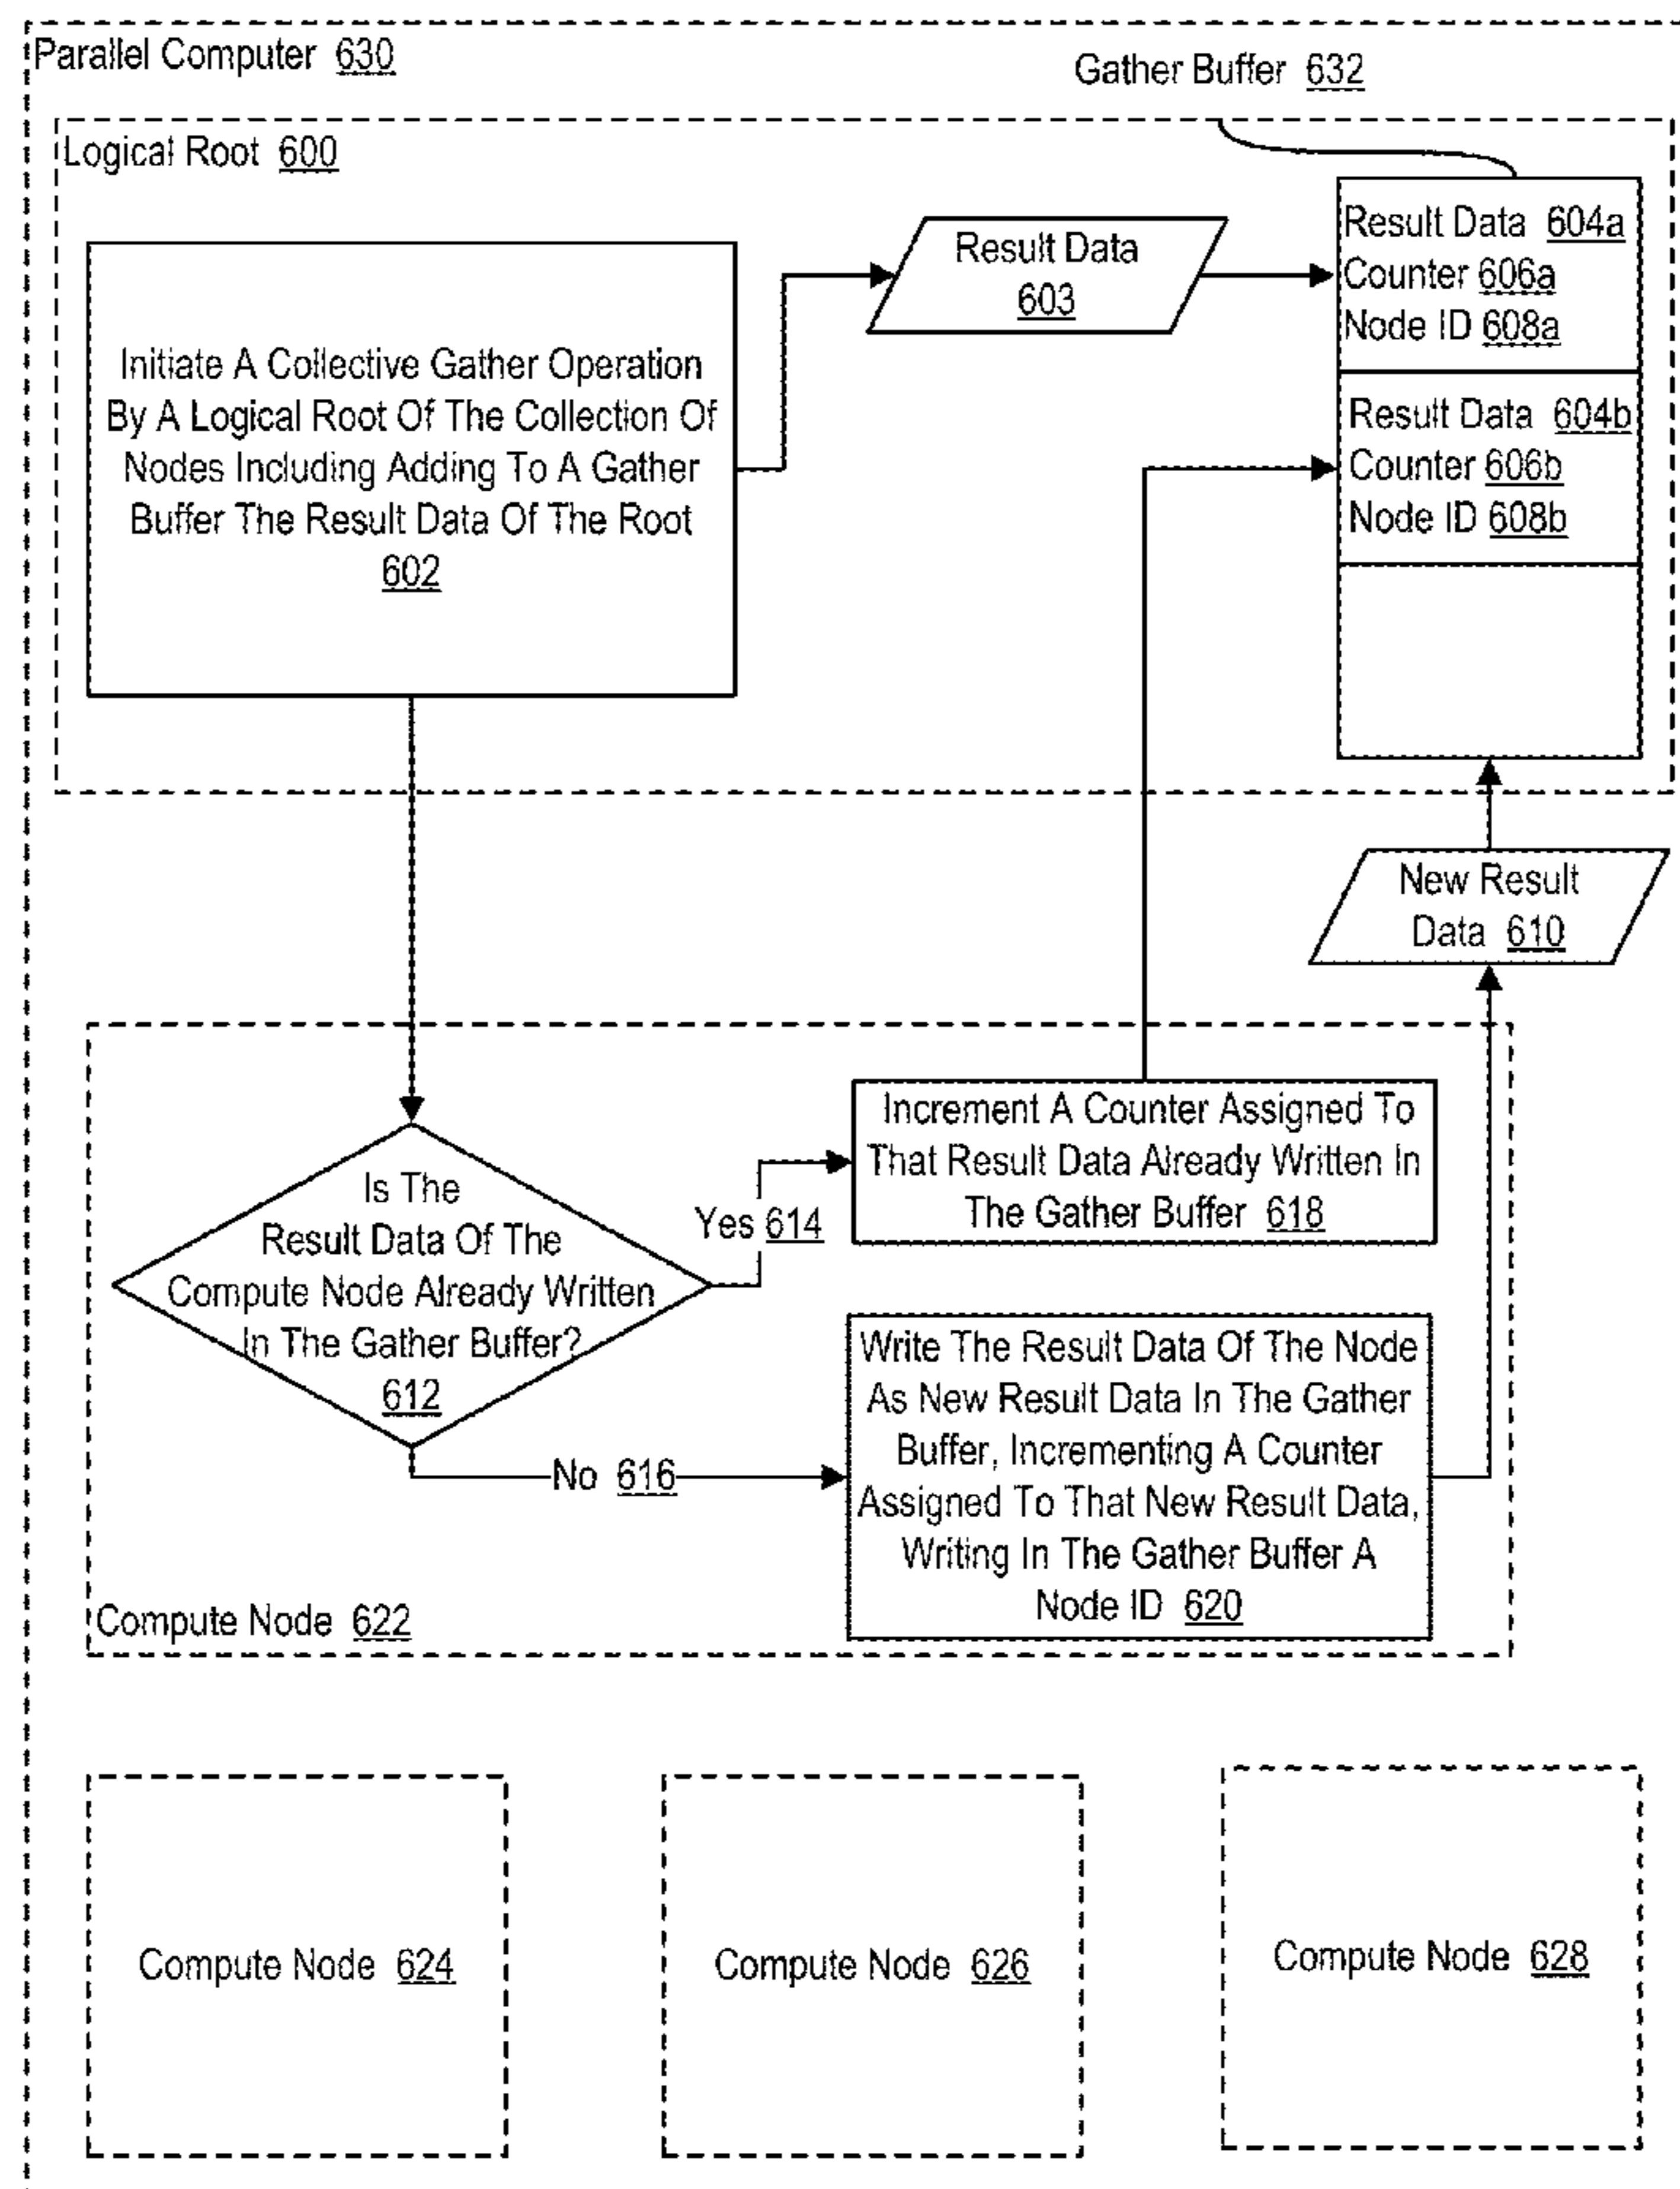 Parallel Computer 630
Gather Buffer 632
Logical Root 600
Initiate A Collective Gather Operation
By A Logical Root Of The Collection Of
Nodes Including Adding To A Gather
Buffer The Result Data Of The Root
602
Result Data
603
Result Data 604a
Counter 606a
Node ID 608a
Result Data 604b
Counter 606b
Node ID 608b
New Result
Data 610
Is The
Result Data Of The
Compute Node Already Written
In The Gather Buffer?
612
Yes 614
Increment A Counter Assigned To
That Result Data Already Written In
The Gather Buffer 618
No 616
Write The Result Data Of The Node
As New Result Data In The Gather
Buffer, Incrementing A Counter
Assigned To That New Result Data,
Writing In The Gather Buffer A
Node ID 620
Compute Node 622
Compute Node 624
Compute Node 626
Compute Node 628